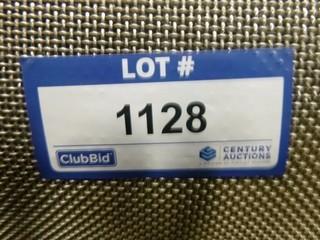 LOT #
1128
ClubBid
CENTURY
AUCTIONS